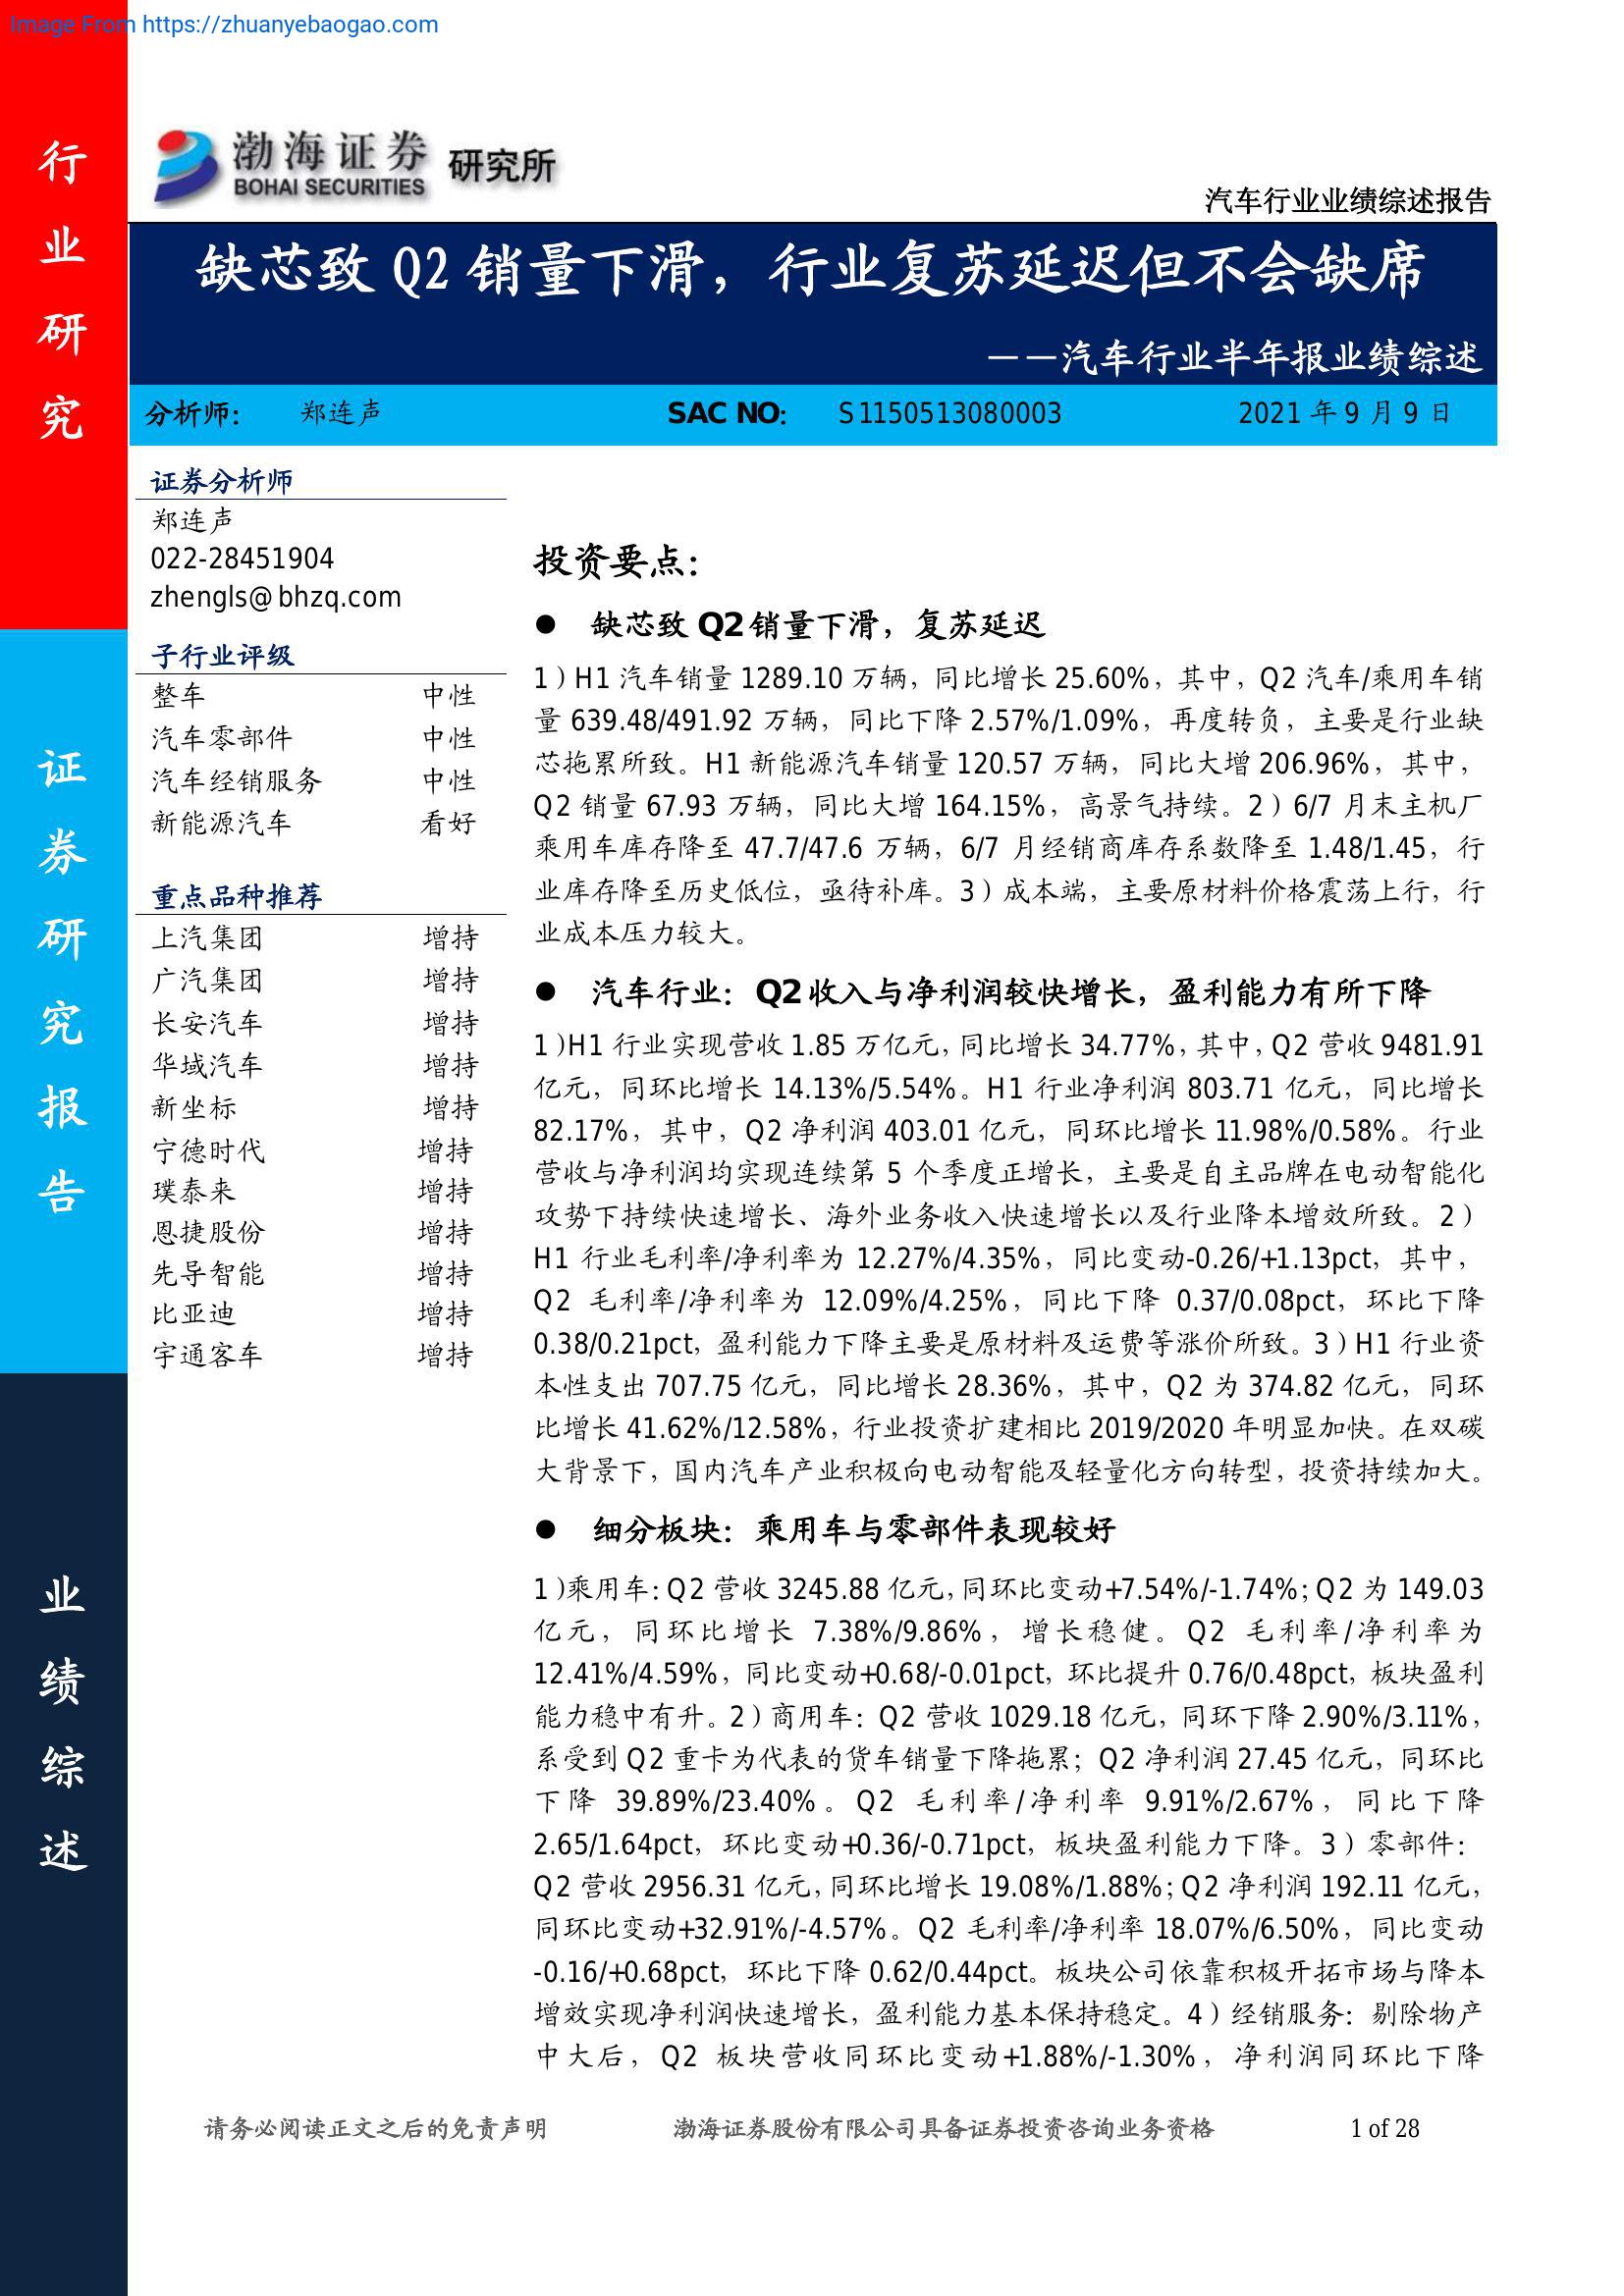 Image From https://zhuanyebaogao.com
行业研究
证券研究报告
业绩综述
渤海证券 研究所
BOHAI SECURITIES
汽车行业业绩综述报告
缺芯致 Q2 销量下滑，行业复苏延迟但不会缺席
——汽车行业半年报业绩综述
分析师： 郑连声 SAC NO: S1150513080003 2021 年 9 月 9 日
证券分析师
郑连声
022-28451904
zhengls@bhzq.com
子行业评级
整车 中性
汽车零部件 中性
汽车经销服务 中性
新能源汽车 看好
重点品种推荐
上汽集团 增持
广汽集团 增持
长安汽车 增持
华域汽车 增持
新坐标 增持
宁德时代 增持
璞泰来 增持
恩捷股份 增持
先导智能 增持
比亚迪 增持
宇通客车 增持
投资要点：
● 缺芯致 Q2 销量下滑，复苏延迟
1）H1 汽车销量 1289.10 万辆，同比增长 25.60%，其中，Q2 汽车/乘用车销
量 639.48/491.92 万辆，同比下降 2.57%/1.09%，再度转负，主要是行业缺
芯拖累所致。H1 新能源汽车销量 120.57 万辆，同比大增 206.96%，其中，
Q2 销量 67.93 万辆，同比大增 164.15%，高景气持续。2）6/7 月末主机厂
乘用车库存降至 47.7/47.6 万辆，6/7 月经销商库存系数降至 1.48/1.45，行
业库存降至历史低位，亟待补库。3）成本端，主要原材料价格震荡上行，行
业成本压力较大。
● 汽车行业：Q2 收入与净利润较快增长，盈利能力有所下降
1）H1 行业实现营收 1.85 万亿元，同比增长 34.77%，其中，Q2 营收 9481.91
亿元，同环比增长 14.13%/5.54%。H1 行业净利润 803.71 亿元，同比增长
82.17%，其中，Q2 净利润 403.01 亿元，同环比增长 11.98%/0.58%。行业
营收与净利润均实现连续第 5 个季度正增长，主要是自主品牌在电动智能化
攻势下持续快速增长、海外业务收入快速增长以及行业降本增效所致。2）
H1 行业毛利率/净利率为 12.27%/4.35%，同比变动-0.26/+1.13pct，其中，
Q2 毛利率/净利率为 12.09%/4.25%，同比下降 0.37/0.08pct，环比下降
0.38/0.21pct，盈利能力下降主要是原材料及运费等涨价所致。3）H1 行业资
本性支出 707.75 亿元，同比增长 28.36%，其中，Q2 为 374.82 亿元，同环
比增长 41.62%/12.58%，行业投资扩建相比 2019/2020 年明显加快。在双碳
大背景下，国内汽车产业积极向电动智能及轻量化方向转型，投资持续加大。
● 细分板块：乘用车与零部件表现较好
1）乘用车：Q2 营收 3245.88 亿元，同环比变动+7.54%/-1.74%；Q2 为 149.03
亿元，同环比增长 7.38%/9.86%，增长稳健。Q2 毛利率/净利率为
12.41%/4.59%，同比变动+0.68/-0.01pct，环比提升 0.76/0.48pct，板块盈利
能力稳中有升。2）商用车：Q2 营收 1029.18 亿元，同环下降 2.90%/3.11%，
系受到 Q2 重卡为代表的货车销量下降拖累；Q2 净利润 27.45 亿元，同环比
下降 39.89%/23.40%。Q2 毛利率/净利率 9.91%/2.67%，同比下降
2.65/1.64pct，环比变动+0.36/-0.71pct，板块盈利能力下降。3）零部件：
Q2 营收 2956.31 亿元，同环比增长 19.08%/1.88%；Q2 净利润 192.11 亿元，
同环比变动+32.91%/-4.57%。Q2 毛利率/净利率 18.07%/6.50%，同比变动
-0.16/+0.68pct，环比下降 0.62/0.44pct。板块公司依靠积极开拓市场与降本
增效实现净利润快速增长，盈利能力基本保持稳定。4）经销服务：剔除物产
中大后，Q2 板块营收同环比变动+1.88%/-1.30%，净利润同环比下降
请务必阅读正文之后的免责声明 渤海证券股份有限公司具备证券投资咨询业务资格 1 of 28